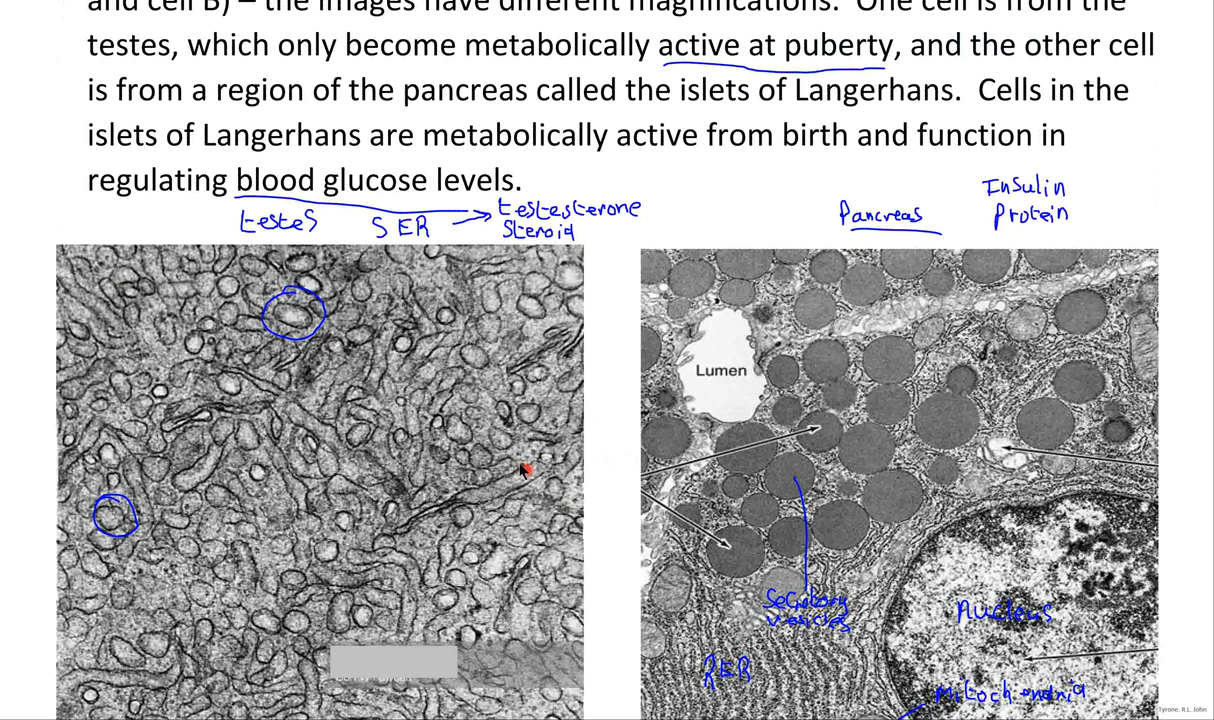 and cell B) – the images have different magnifications. One cell is from the
testes, which only become metabolically active at puberty, and the other cell
is from a region of the pancreas called the islets of Langerhans. Cells in the
islets of Langerhans are metabolically active from birth and function in
regulating blood glucose levels.
testes SER testesterone
steroid
Pancreas
Insulin
Protein
Lumen
Secretory
vesicles
Nucleus
RER
Mitochondria
Tyrone. R.L. John